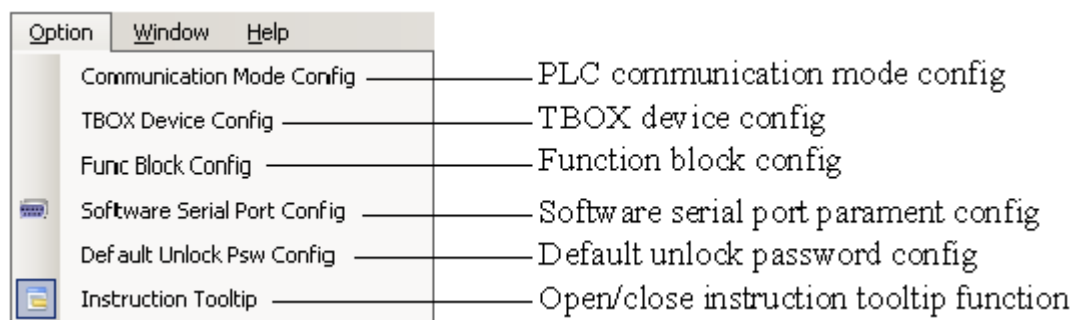 Option Window Help
Communication Mode Config PLC communication mode config
TBOX Device Config TBOX device config
Func Block Config Function block config
Software Serial Port Config Software serial port parament config
Default Unlock Psw Config Default unlock password config
Instruction Tooltip Open/close instruction tooltip function